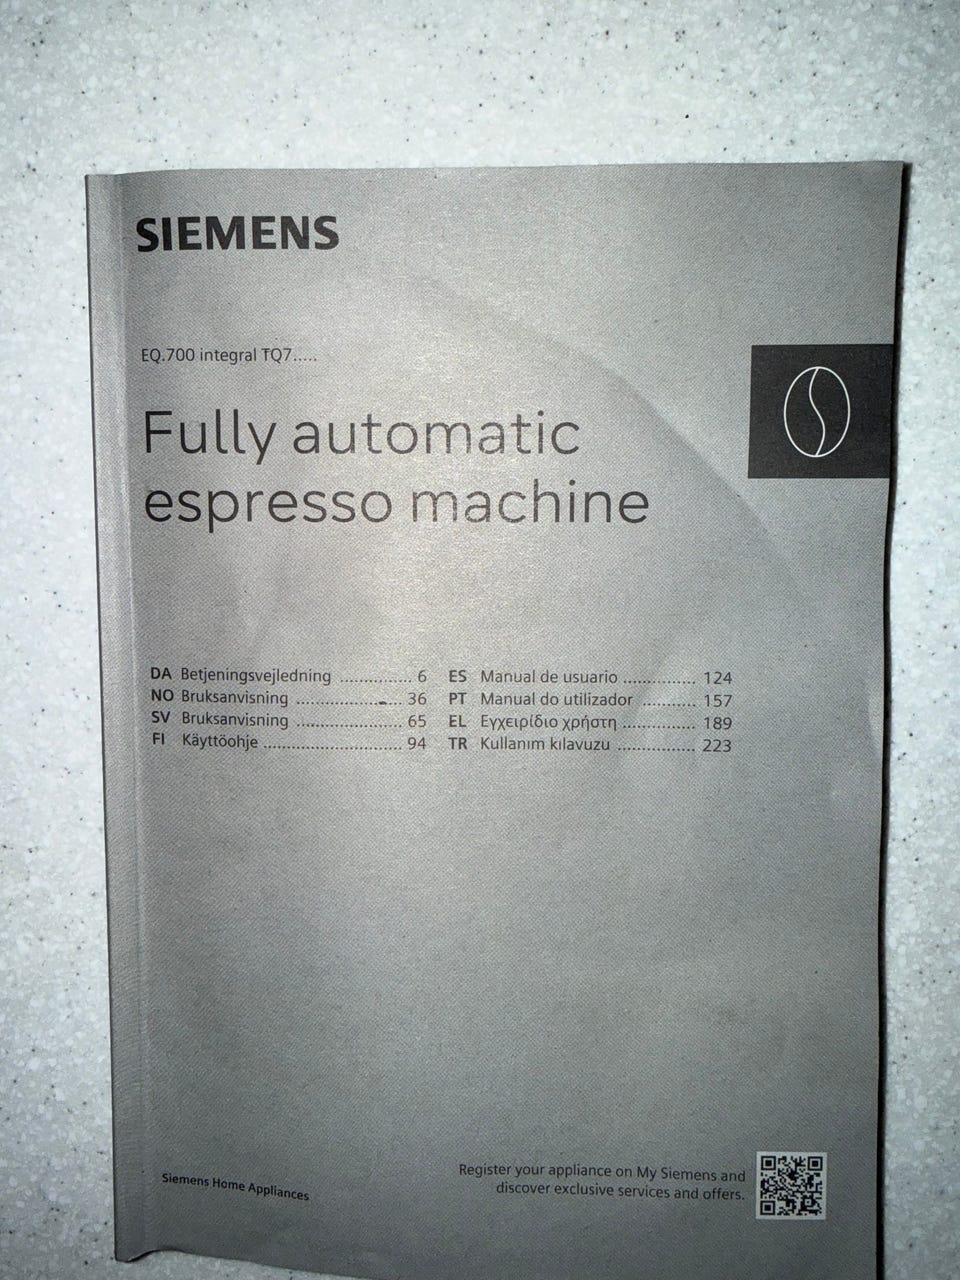 SIEMENS
EQ.700 integral TQ7.....
Fully automatic
espresso machine
DA Betjeningsvejledning .............. 6
NO Bruksanvisning ...................... 36
SV Bruksanvisning ...................... 65
FI Käyttöohje ............................. 94
ES Manual de usuario .............. 124
PT Manual do utilizador ........... 157
EL Εγχειρίδιο χρήστη ............... 189
TR Kullanım kılavuzu ................ 223
Siemens Home Appliances
Register your appliance on My Siemens and
discover exclusive services and offers.